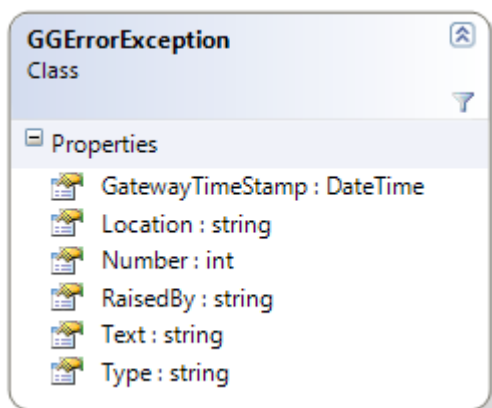 GGErrorException
Class
Properties
GatewayTimeStamp : DateTime
Location : string
Number : int
RaisedBy : string
Text : string
Type : string